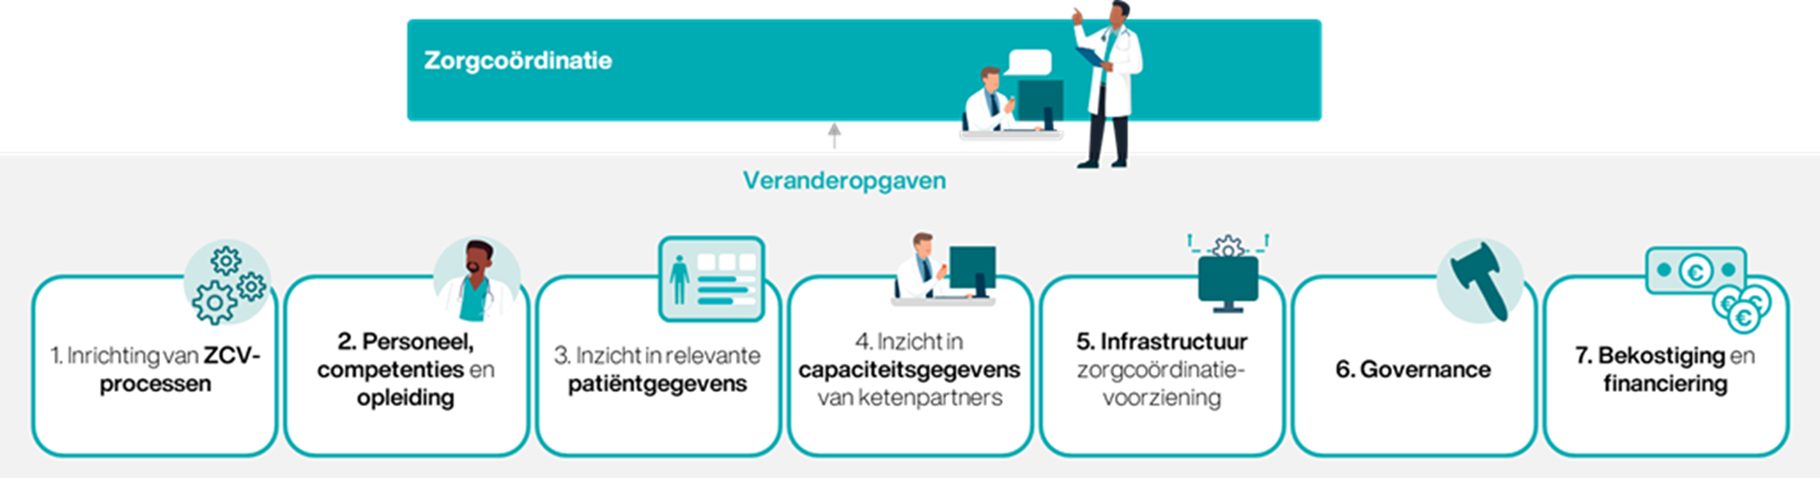 Zorgcoördinatie
Veranderopgaven
1. Inrichting van ZCV-
processen
2. Personeel,
competenties en
opleiding
3. Inzicht in relevante
patiëntgegevens
4. Inzicht in
capaciteitsgegevens
van ketenpartners
5. Infrastructuur
zorgcoördinatie-
voorziening
6. Governance
7. Bekostiging en
financiering